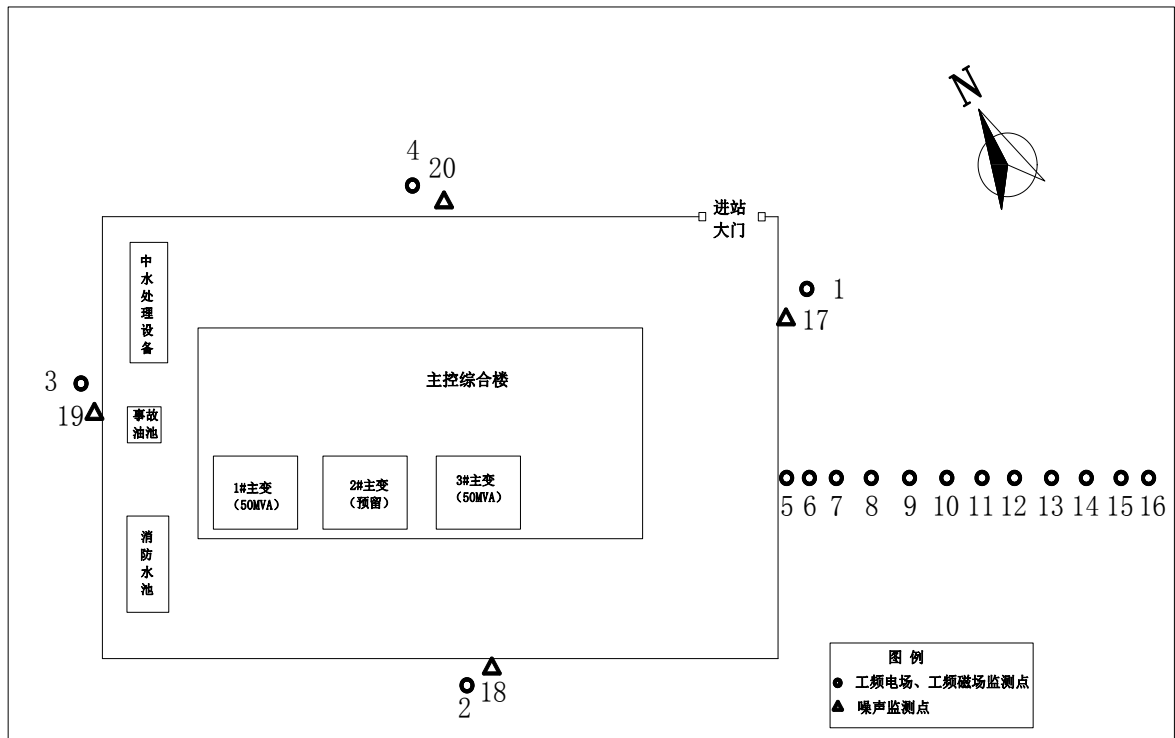 N
4
20
进站
大门
中
水
处
理
设
备
1
17
主控综合楼
3
19
事故
油池
1#主变
（50MVA）
2#主变
（预留）
3#主变
（50MVA）
5 6 7 8 9 10 11 12 13 14 15 16
消
防
水
池
2
18
图 例
工频电场、工频磁场监测点
噪声监测点